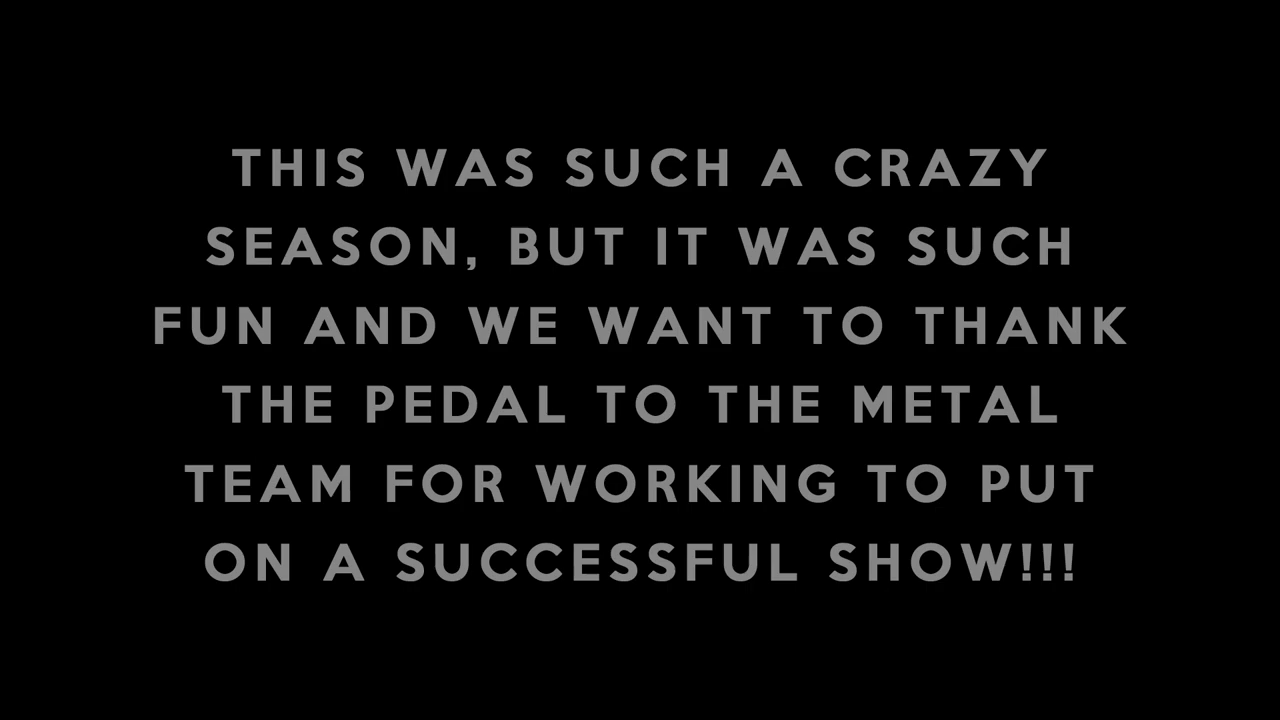 THIS WAS SUCH A CRAZY
SEASON, BUT IT WAS SUCH
FUN AND WE WANT TO THANK
THE PEDAL TO THE METAL
TEAM FOR WORKING TO PUT
ON A SUCCESSFUL SHOW!!!